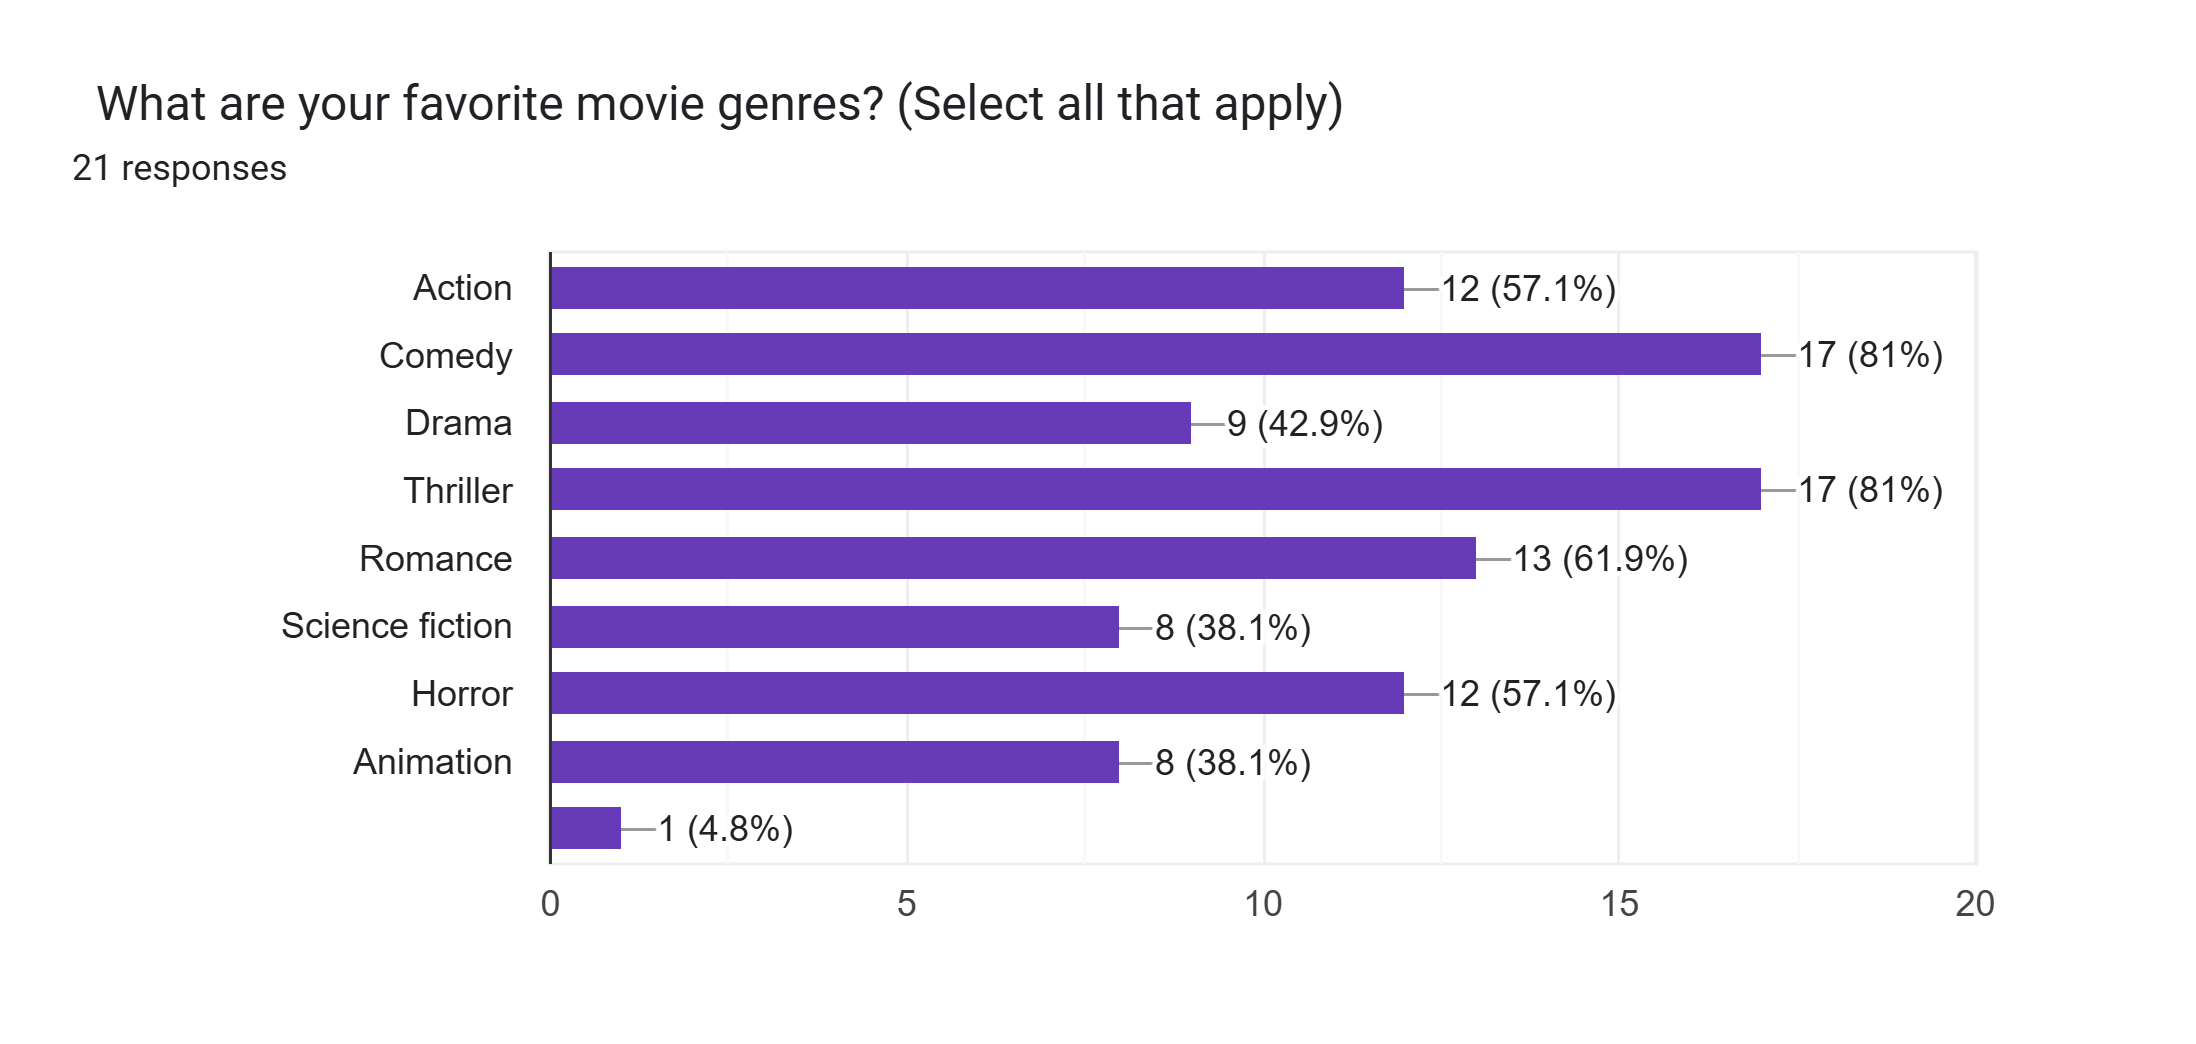 What are your favorite movie genres? (Select all that apply)
21 responses
Action 12 (57.1%)
Comedy 17 (81%)
Drama 9 (42.9%)
Thriller 17 (81%)
Romance 13 (61.9%)
Science fiction 8 (38.1%)
Horror 12 (57.1%)
Animation 8 (38.1%)
1 (4.8%)
0 5 10 15 20